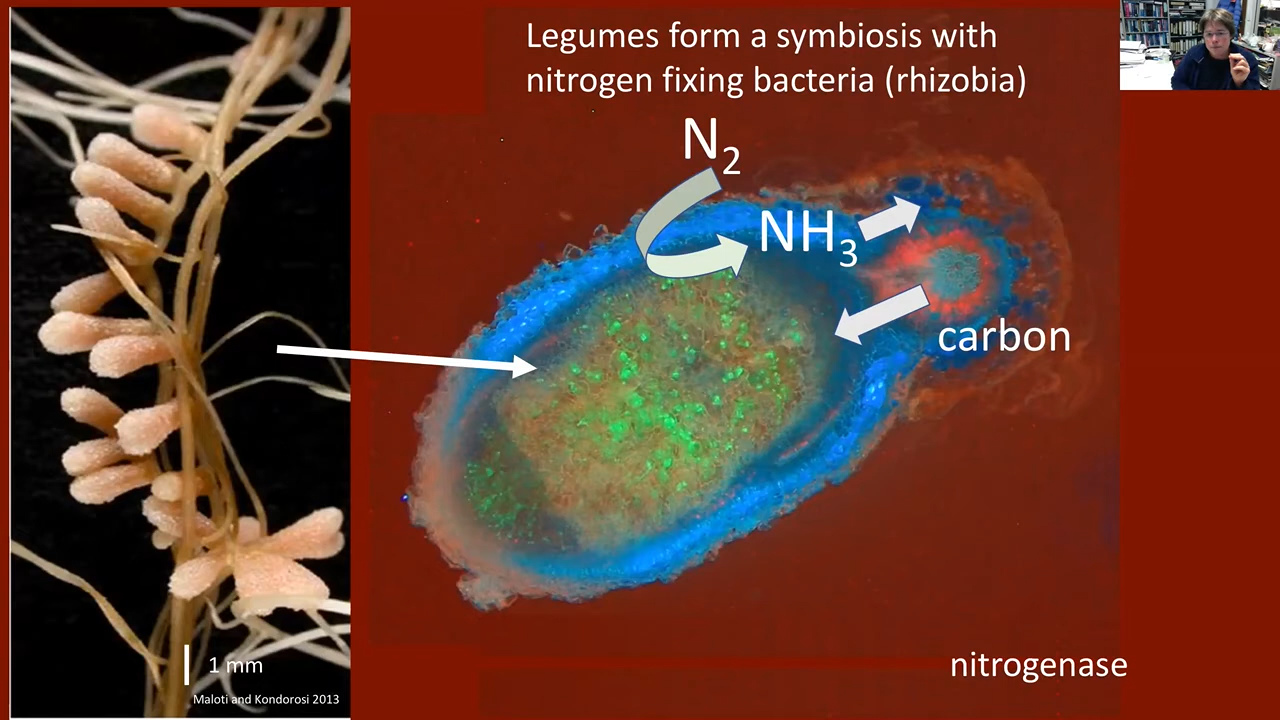 Legumes form a symbiosis with
nitrogen fixing bacteria (rhizobia)
N2
NH3
carbon
nitrogenase
1 mm
Maloti and Kondorosi 2013